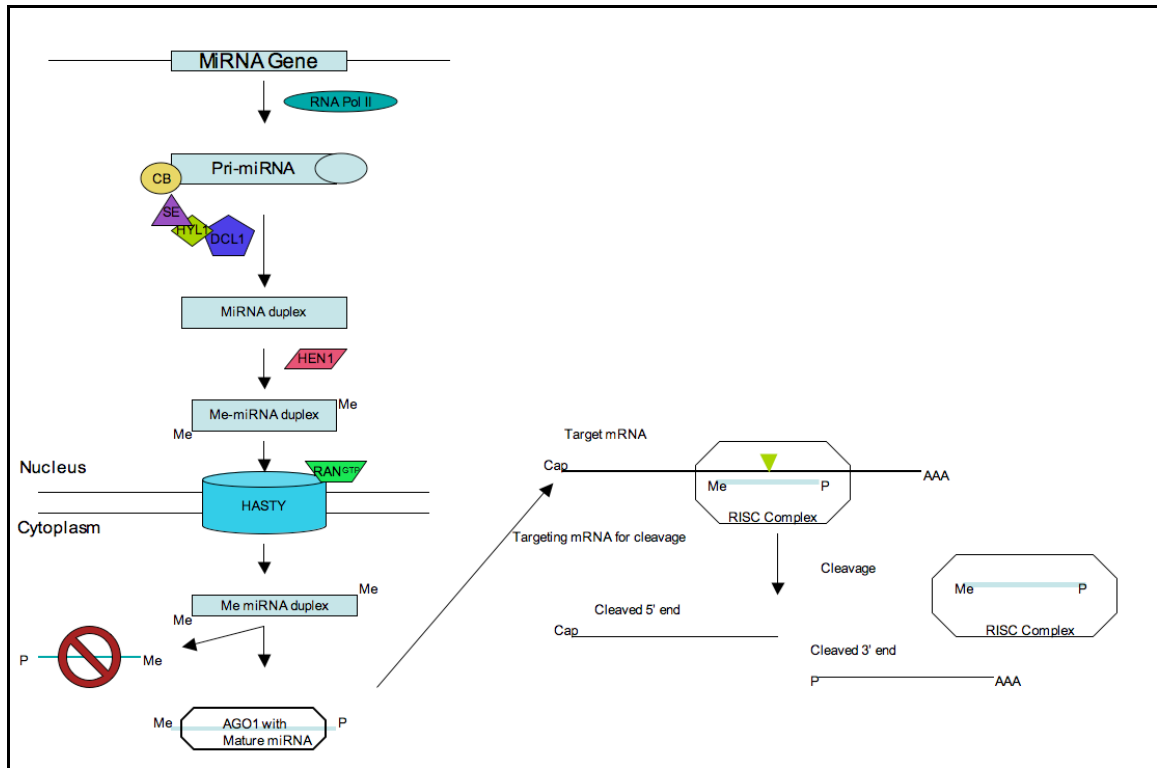 MiRNA Gene
RNA Pol II
Pri-miRNA
CB
SE
HYL1
DCL1
MiRNA duplex
HEN1
Me
Me-miRNA duplex
Me
Nucleus
RANGTP
HASTY
Cytoplasm
Me
Me miRNA duplex
Me
P
Me
Me
AGO1 with
Mature miRNA
P
Target mRNA
Cap
AAA
Me
P
RISC Complex
Targeting mRNA for cleavage
Cleavage
Me
P
RISC Complex
Cleaved 5' end
Cap
Cleaved 3' end
P
AAA